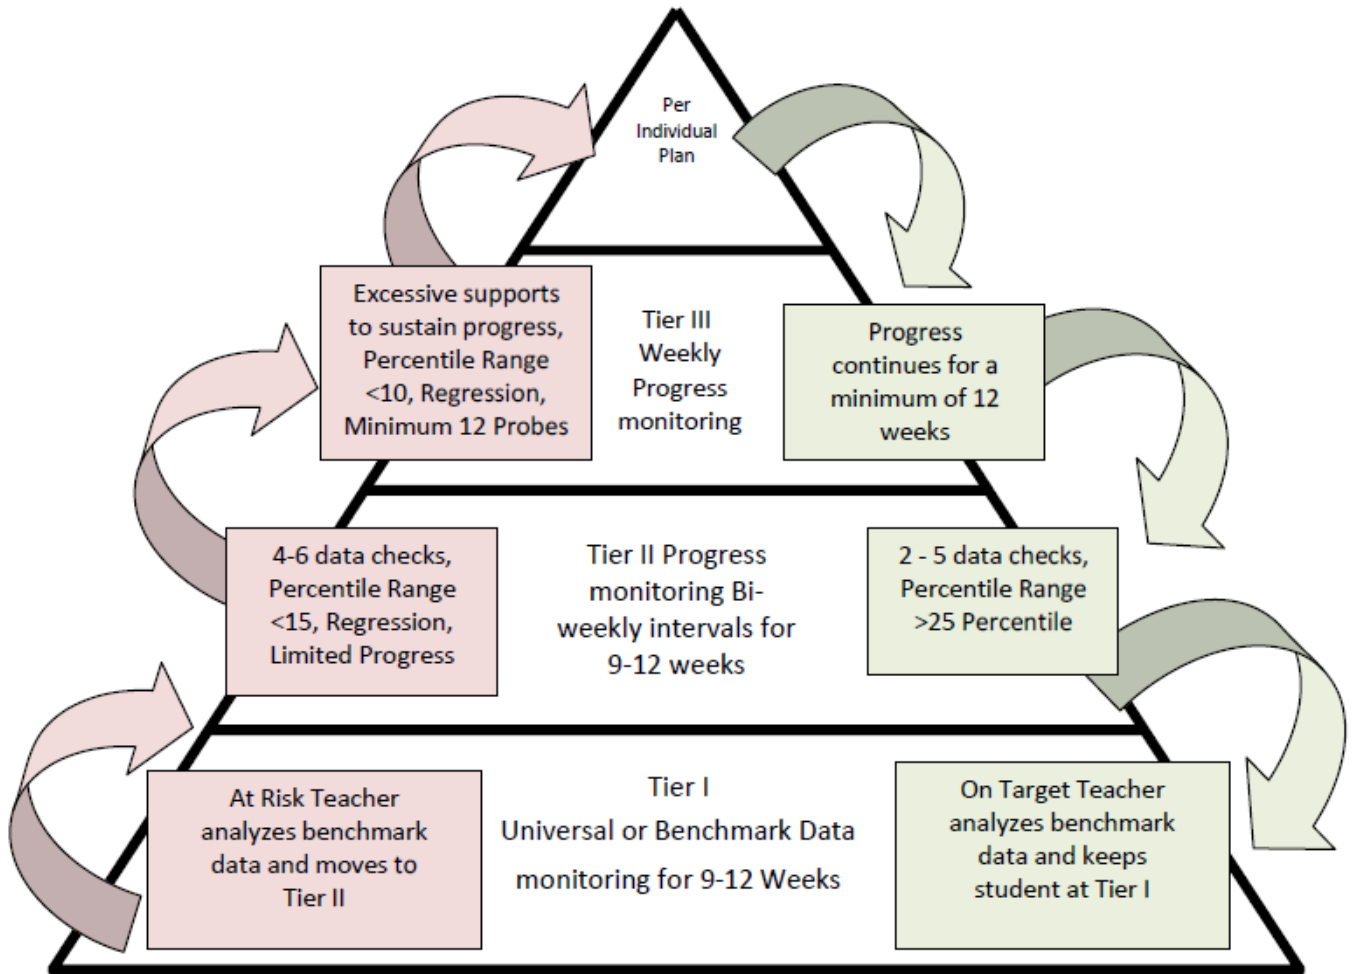 Per
Individual
Plan
Excessive supports
to sustain progress,
Percentile Range
<10, Regression,
Minimum 12 Probes
Tier III
Weekly
Progress
monitoring
Progress
continues for a
minimum of 12
weeks
4-6 data checks,
Percentile Range
<15, Regression,
Limited Progress
Tier II Progress
monitoring Bi-
weekly intervals for
9-12 weeks
2 - 5 data checks,
Percentile Range
>25 Percentile
At Risk Teacher
analyzes benchmark
data and moves to
Tier II
Tier I
Universal or Benchmark Data
monitoring for 9-12 Weeks
On Target Teacher
analyzes benchmark
data and keeps
student at Tier I